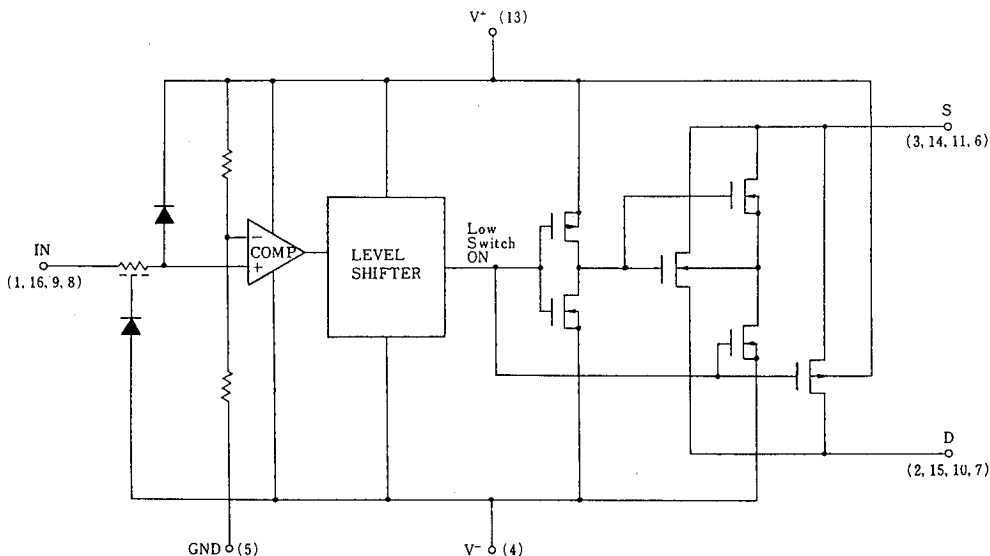 V⁺ (13)
S
(3, 14, 11, 6)
IN
(1, 16, 9, 8)
−
COMP
+
LEVEL
SHIFTER
Low
Switch
ON
D
(2, 15, 10, 7)
GND (5)
V⁻ (4)